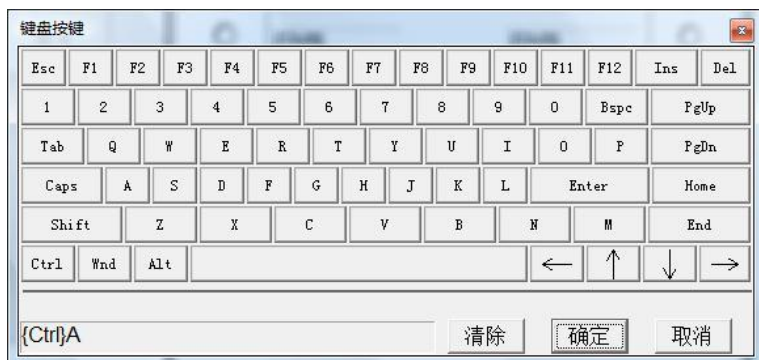 键盘按键
Esc F1 F2 F3 F4 F5 F6 F7 F8 F9 F10 F11 F12 Ins Del
1 2 3 4 5 6 7 8 9 0 Bspc PgUp
Tab Q W E R T Y U I O P PgDn
Caps A S D F G H J K L Enter Home
Shift Z X C V B N M End
Ctrl Wnd Alt ← ↑ ↓ →
{Ctrl}A 清除 确定 取消